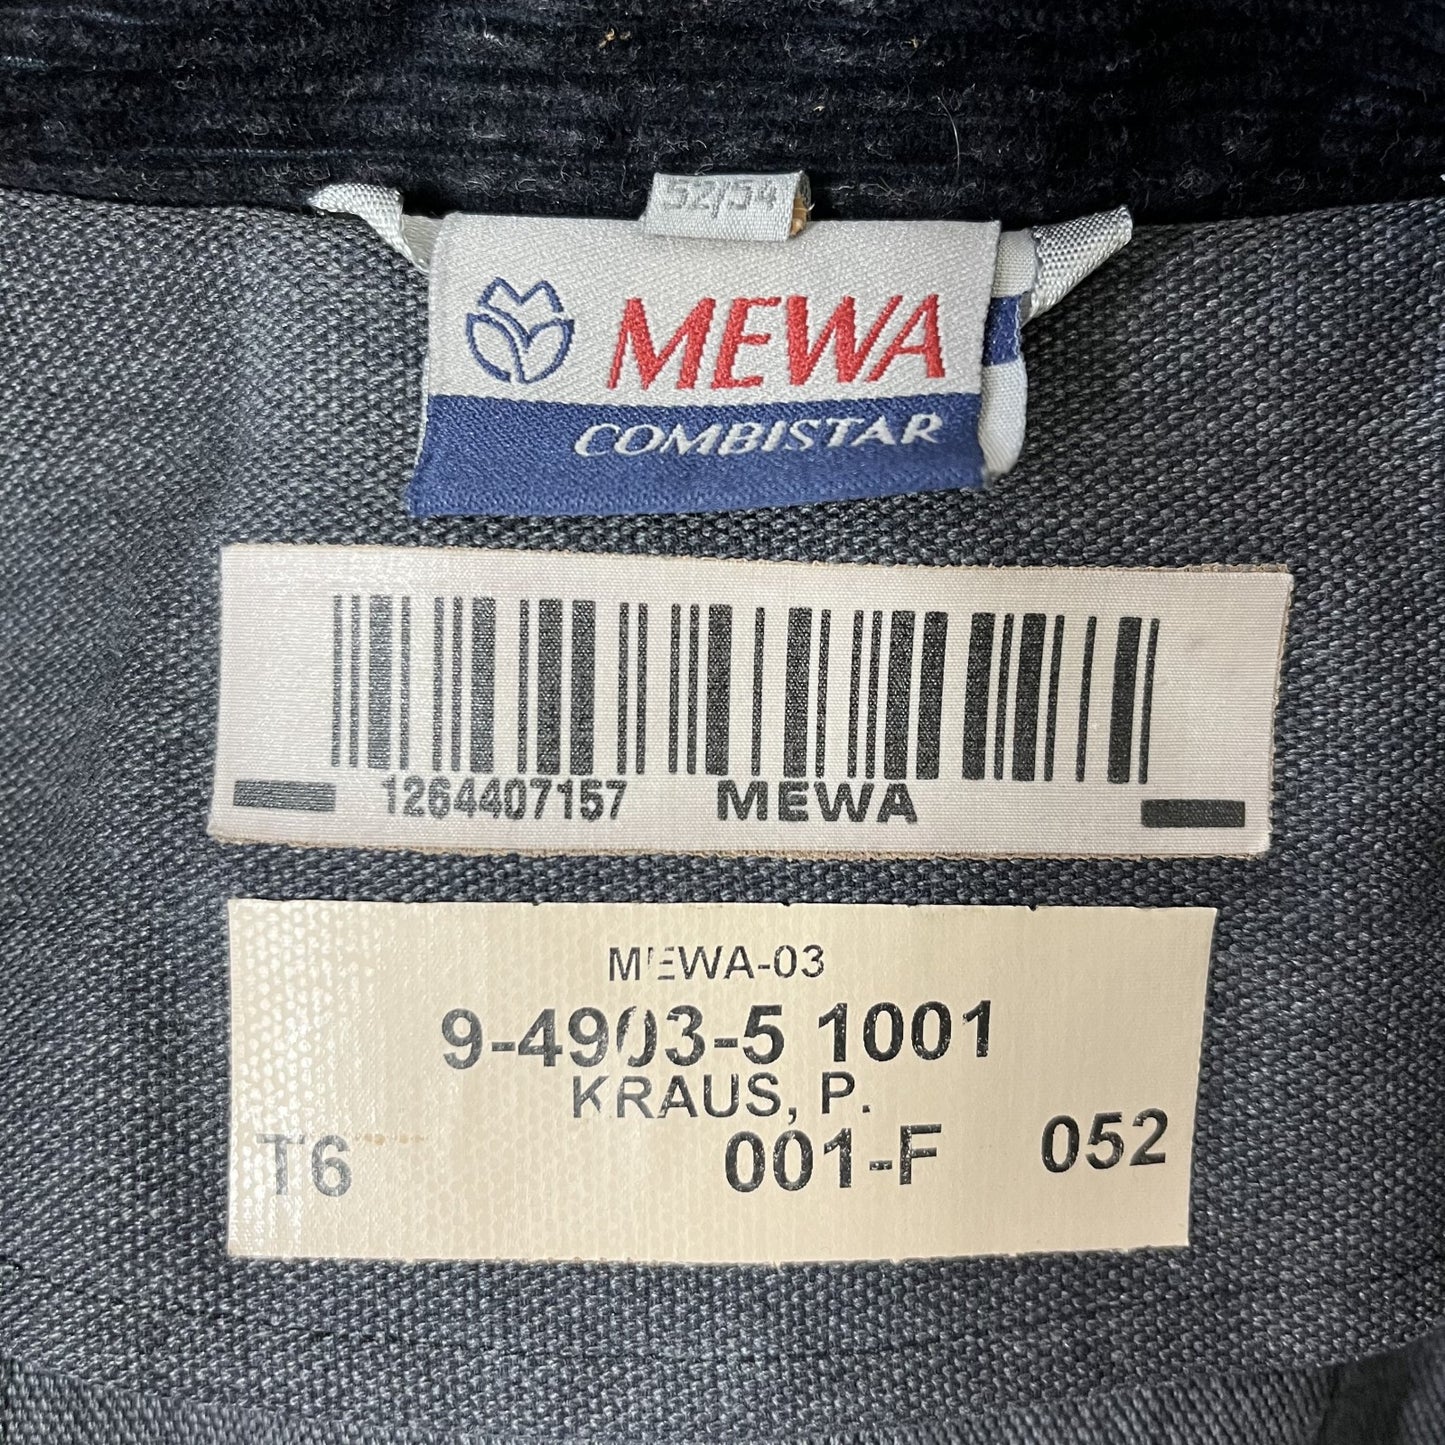 52/54
MEWA
COMBISTAR
1264407157 MEWA
MEWA-03
9-4903-5 1001
KRAUS, P.
T6 001-F 052